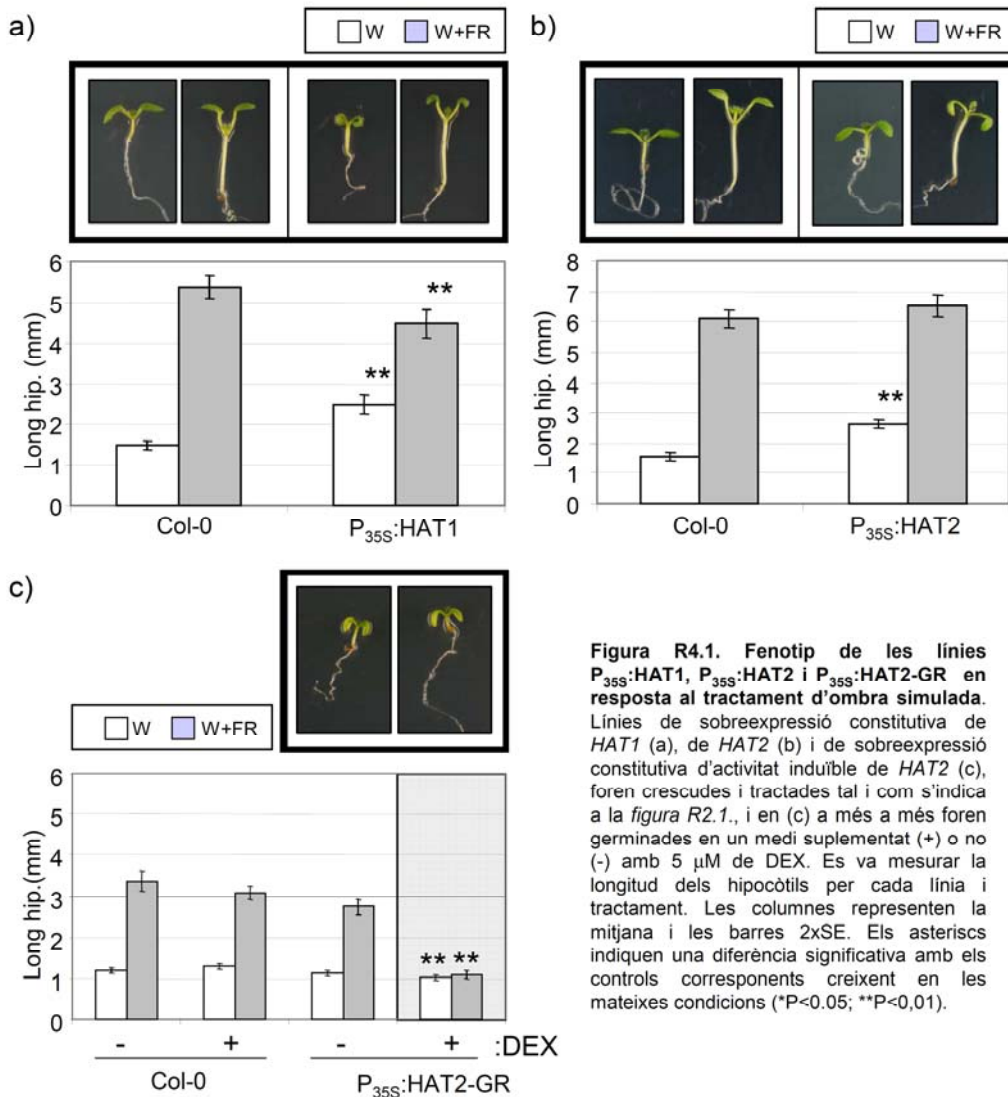 a)
W W+FR
b)
W W+FR
6
5
4
3
2
1
0
Long hip. (mm)
**
**
Col-0 P35S:HAT1
8
7
6
5
4
3
2
1
0
Long hip. (mm)
**
Col-0 P35S:HAT2
c)
W W+FR
6
5
4
3
2
1
0
Long hip.(mm)
** **
- + - + :DEX
Col-0 P35S:HAT2-GR
Figura R4.1. Fenotip de les línies
P35S:HAT1, P35S:HAT2 i P35S:HAT2-GR en
resposta al tractament d'ombra simulada.
Línies de sobreexpressió constitutiva de
HAT1 (a), de HAT2 (b) i de sobreexpressió
constitutiva d'activitat induïble de HAT2 (c),
foren crescudes i tractades tal i com s'indica
a la figura R2.1., i en (c) a més a més foren
germinades en un medi suplementat (+) o no
(-) amb 5 μM de DEX. Es va mesurar la
longitud dels hipocòtils per cada línia i
tractament. Les columnes representen la
mitjana i les barres 2xSE. Els asteriscs
indiquen una diferència significativa amb els
controls corresponents creixent en les
mateixes condicions (*P<0.05; **P<0,01).